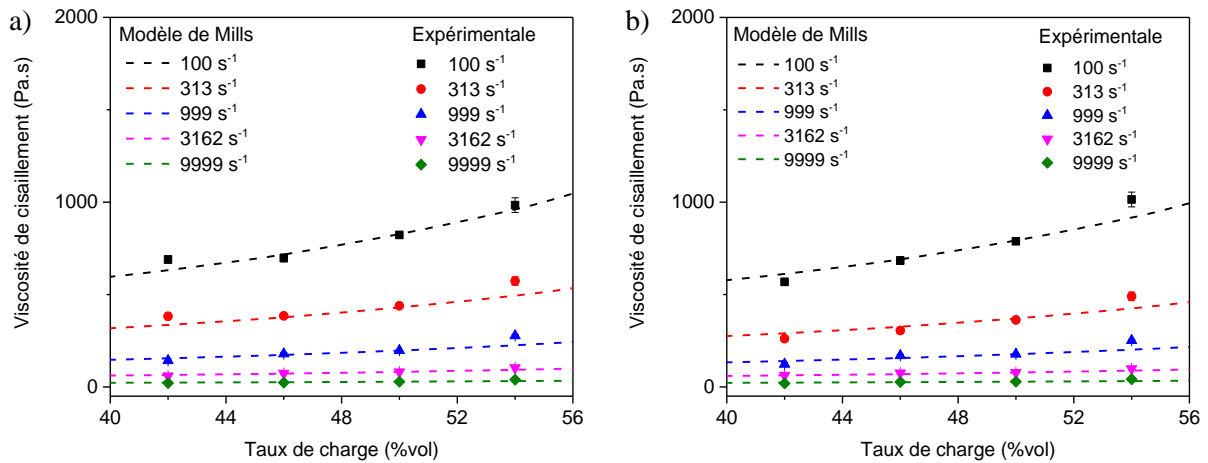 a)
Viscosité de cisaillement (Pa.s)
2000
1000
0
Modèle de Mills
100 s-1
313 s-1
999 s-1
3162 s-1
9999 s-1
Expérimentale
100 s-1
313 s-1
999 s-1
3162 s-1
9999 s-1
40 44 48 52 56
Taux de charge (%vol)
b)
Viscosité de cisaillement (Pa.s)
2000
1000
0
Modèle de Mills
100 s-1
313 s-1
999 s-1
3162 s-1
9999 s-1
Expérimentale
100 s-1
313 s-1
999 s-1
3162 s-1
9999 s-1
40 44 48 52 56
Taux de charge (%vol)